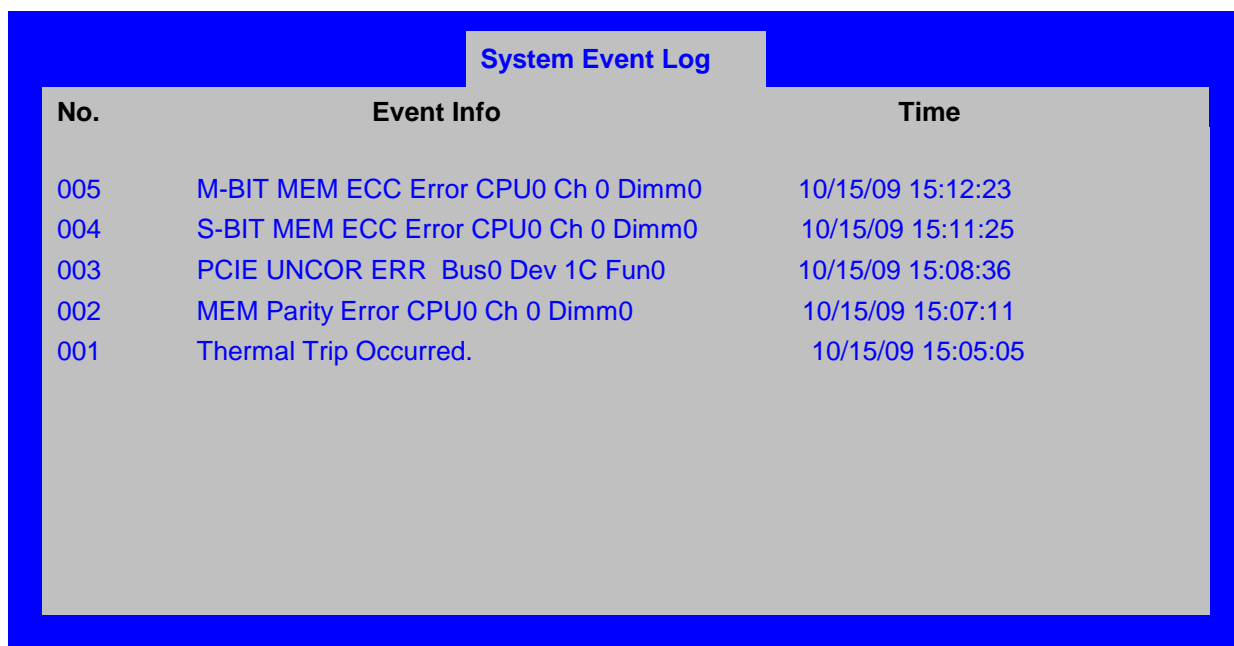 System Event Log
No. Event Info Time
005 M-BIT MEM ECC Error CPU0 Ch 0 Dimm0 10/15/09 15:12:23
004 S-BIT MEM ECC Error CPU0 Ch 0 Dimm0 10/15/09 15:11:25
003 PCIE UNCOR ERR  Bus0 Dev 1C Fun0 10/15/09 15:08:36
002 MEM Parity Error CPU0 Ch 0 Dimm0 10/15/09 15:07:11
001 Thermal Trip Occurred. 10/15/09 15:05:05